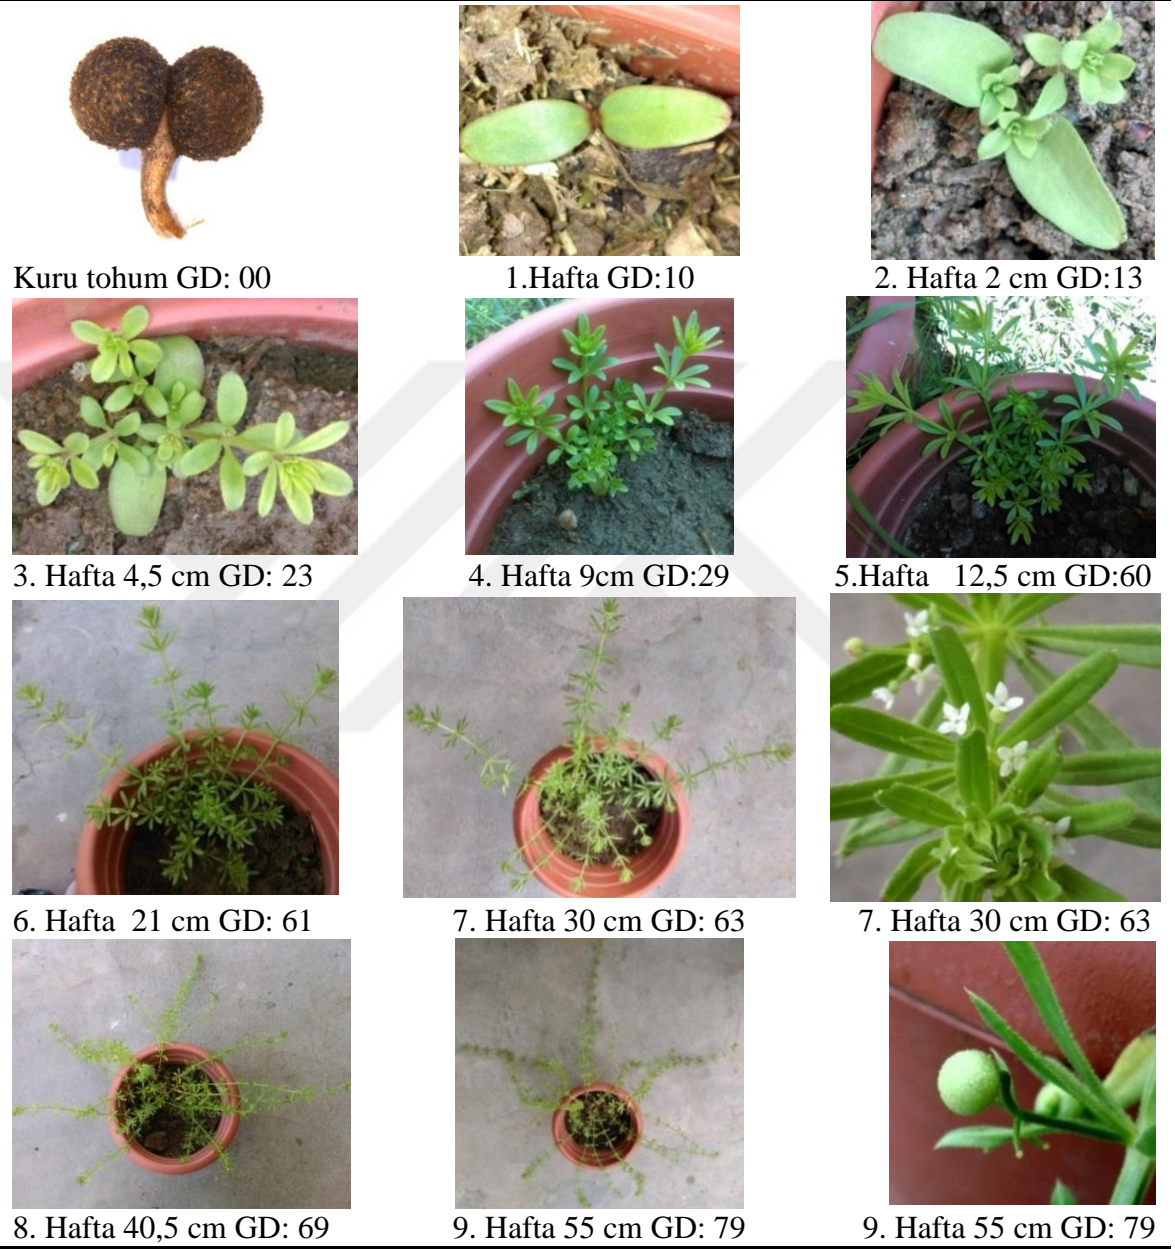 Kuru tohum GD: 00
1.Hafta GD:10
2. Hafta 2 cm GD:13
3. Hafta 4,5 cm GD: 23
4. Hafta 9cm GD:29
5.Hafta 12,5 cm GD:60
6. Hafta 21 cm GD: 61
7. Hafta 30 cm GD: 63
7. Hafta 30 cm GD: 63
8. Hafta 40,5 cm GD: 69
9. Hafta 55 cm GD: 79
9. Hafta 55 cm GD: 79